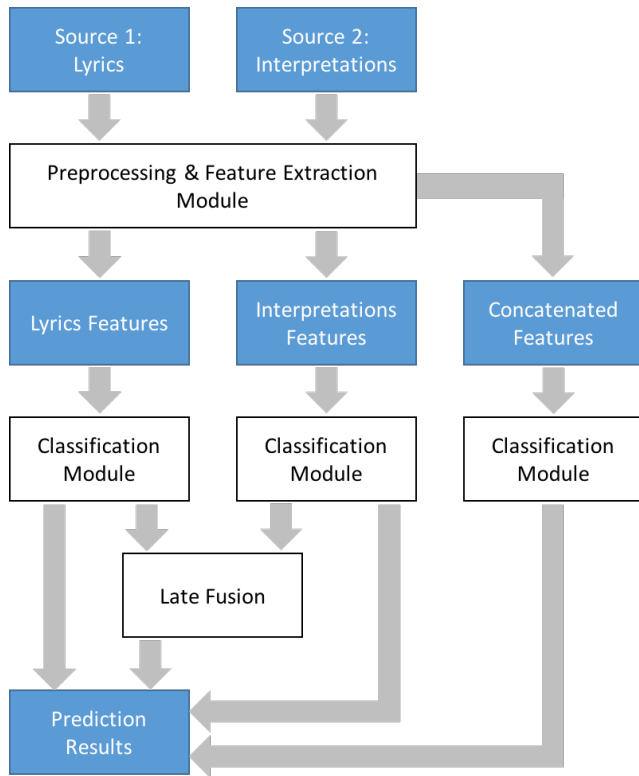 Source 1:
Lyrics
Source 2:
Interpretations
Preprocessing & Feature Extraction
Module
Lyrics Features
Interpretations
Features
Concatenated
Features
Classification
Module
Classification
Module
Classification
Module
Late Fusion
Prediction
Results